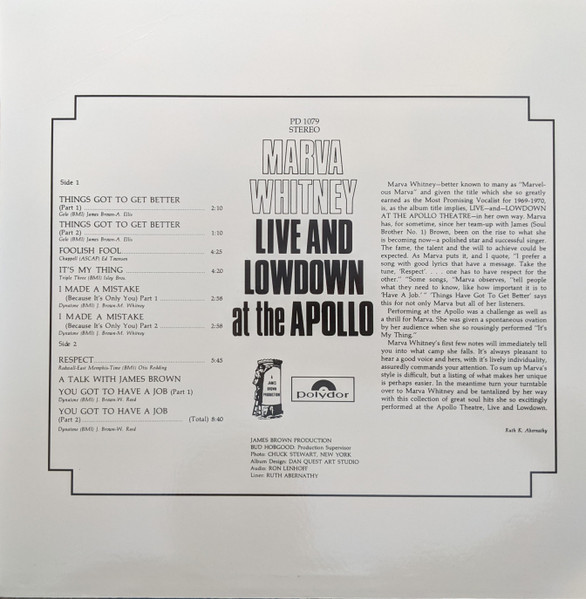 PD 1079
STEREO
MARVA
WHITNEY
LIVE AND
LOWDOWN
at the APOLLO
Side 1
THINGS GOT TO GET BETTER
(Part 1) 2:10
Golo (BMI) James Brown-A. Ellis
THINGS GOT TO GET BETTER
(Part 2) 1:10
Golo (BMI) James Brown-A. Ellis
FOOLISH FOOL 4:25
Chappell (ASCAP) Ed Townsen
IT'S MY THING 4:20
Triple Three (BMI) Isley Bros.
I MADE A MISTAKE
(Because It's Only You) Part 1 2:58
Dynatone (BMI) J. Brown-M. Whitney
I MADE A MISTAKE
(Because It's Only You) Part 2 2:58
Dynatone (BMI) J. Brown-M. Whitney
Side 2
RESPECT 5:45
Redwall-East Memphis-Time (BMI) Otis Redding
A TALK WITH JAMES BROWN
YOU GOT TO HAVE A JOB (Part 1)
Dynatone (BMI) J. Brown-W. Reed
YOU GOT TO HAVE A JOB
(Part 2) (Total) 8:40
Dynatone (BMI) J. Brown-W. Reed
A
JAMES
BROWN
PRODUCTION
polydor
JAMES BROWN PRODUCTION
BUD HOBGOOD: Production Supervisor
Photo: CHUCK STEWART, NEW YORK
Album Design: DAN QUEST ART STUDIO
Audio: RON LENHOFF
Liner: RUTH ABERNATHY
Marva Whitney—better known to many as "Marvel-
ous Marva" and given the title which she so greatly
earned as the Most Promising Vocalist for 1969-1970,
is, as the album title implies, LIVE—and—LOWDOWN
AT THE APOLLO THEATRE—in her own way. Marva
has, for sometime, since her team-up with James (Soul
Brother No. 1) Brown, been on the rise to what she
is becoming now—a polished star and successful singer.
The fame, the talent and the will to achieve could be
expected. As Marva puts it, and I quote, "I prefer a
song with good lyrics that have a message. Take the
tune, 'Respect' . . . . one has to have respect for the
other." "Some songs, "Marva observes, "tell people
what they need to know, like how important it is to
'Have A Job.' " 'Things Have Got To Get Better' says
this for not only Marva but all of her listeners.
Performing at the Apollo was a challenge as well as
a thrill for Marva. She was given a spontaneous ovation
by her audience when she so rousingly performed "It's
My Thing."
Marva Whitney's first few notes will immediately tell
you into what camp she falls. It's always pleasant to
hear a good voice and hers, with it's lively individuality,
assuredly commands your attention. To sum up Marva's
style is difficult, but a listing of what makes her unique
is perhaps easier. In the meantime turn your turntable
over to Marva Whitney and be tantalized by her way
with this collection of great soul hits she so excitingly
performed at the Apollo Theatre, Live and Lowdown.
Ruth K. Abernathy